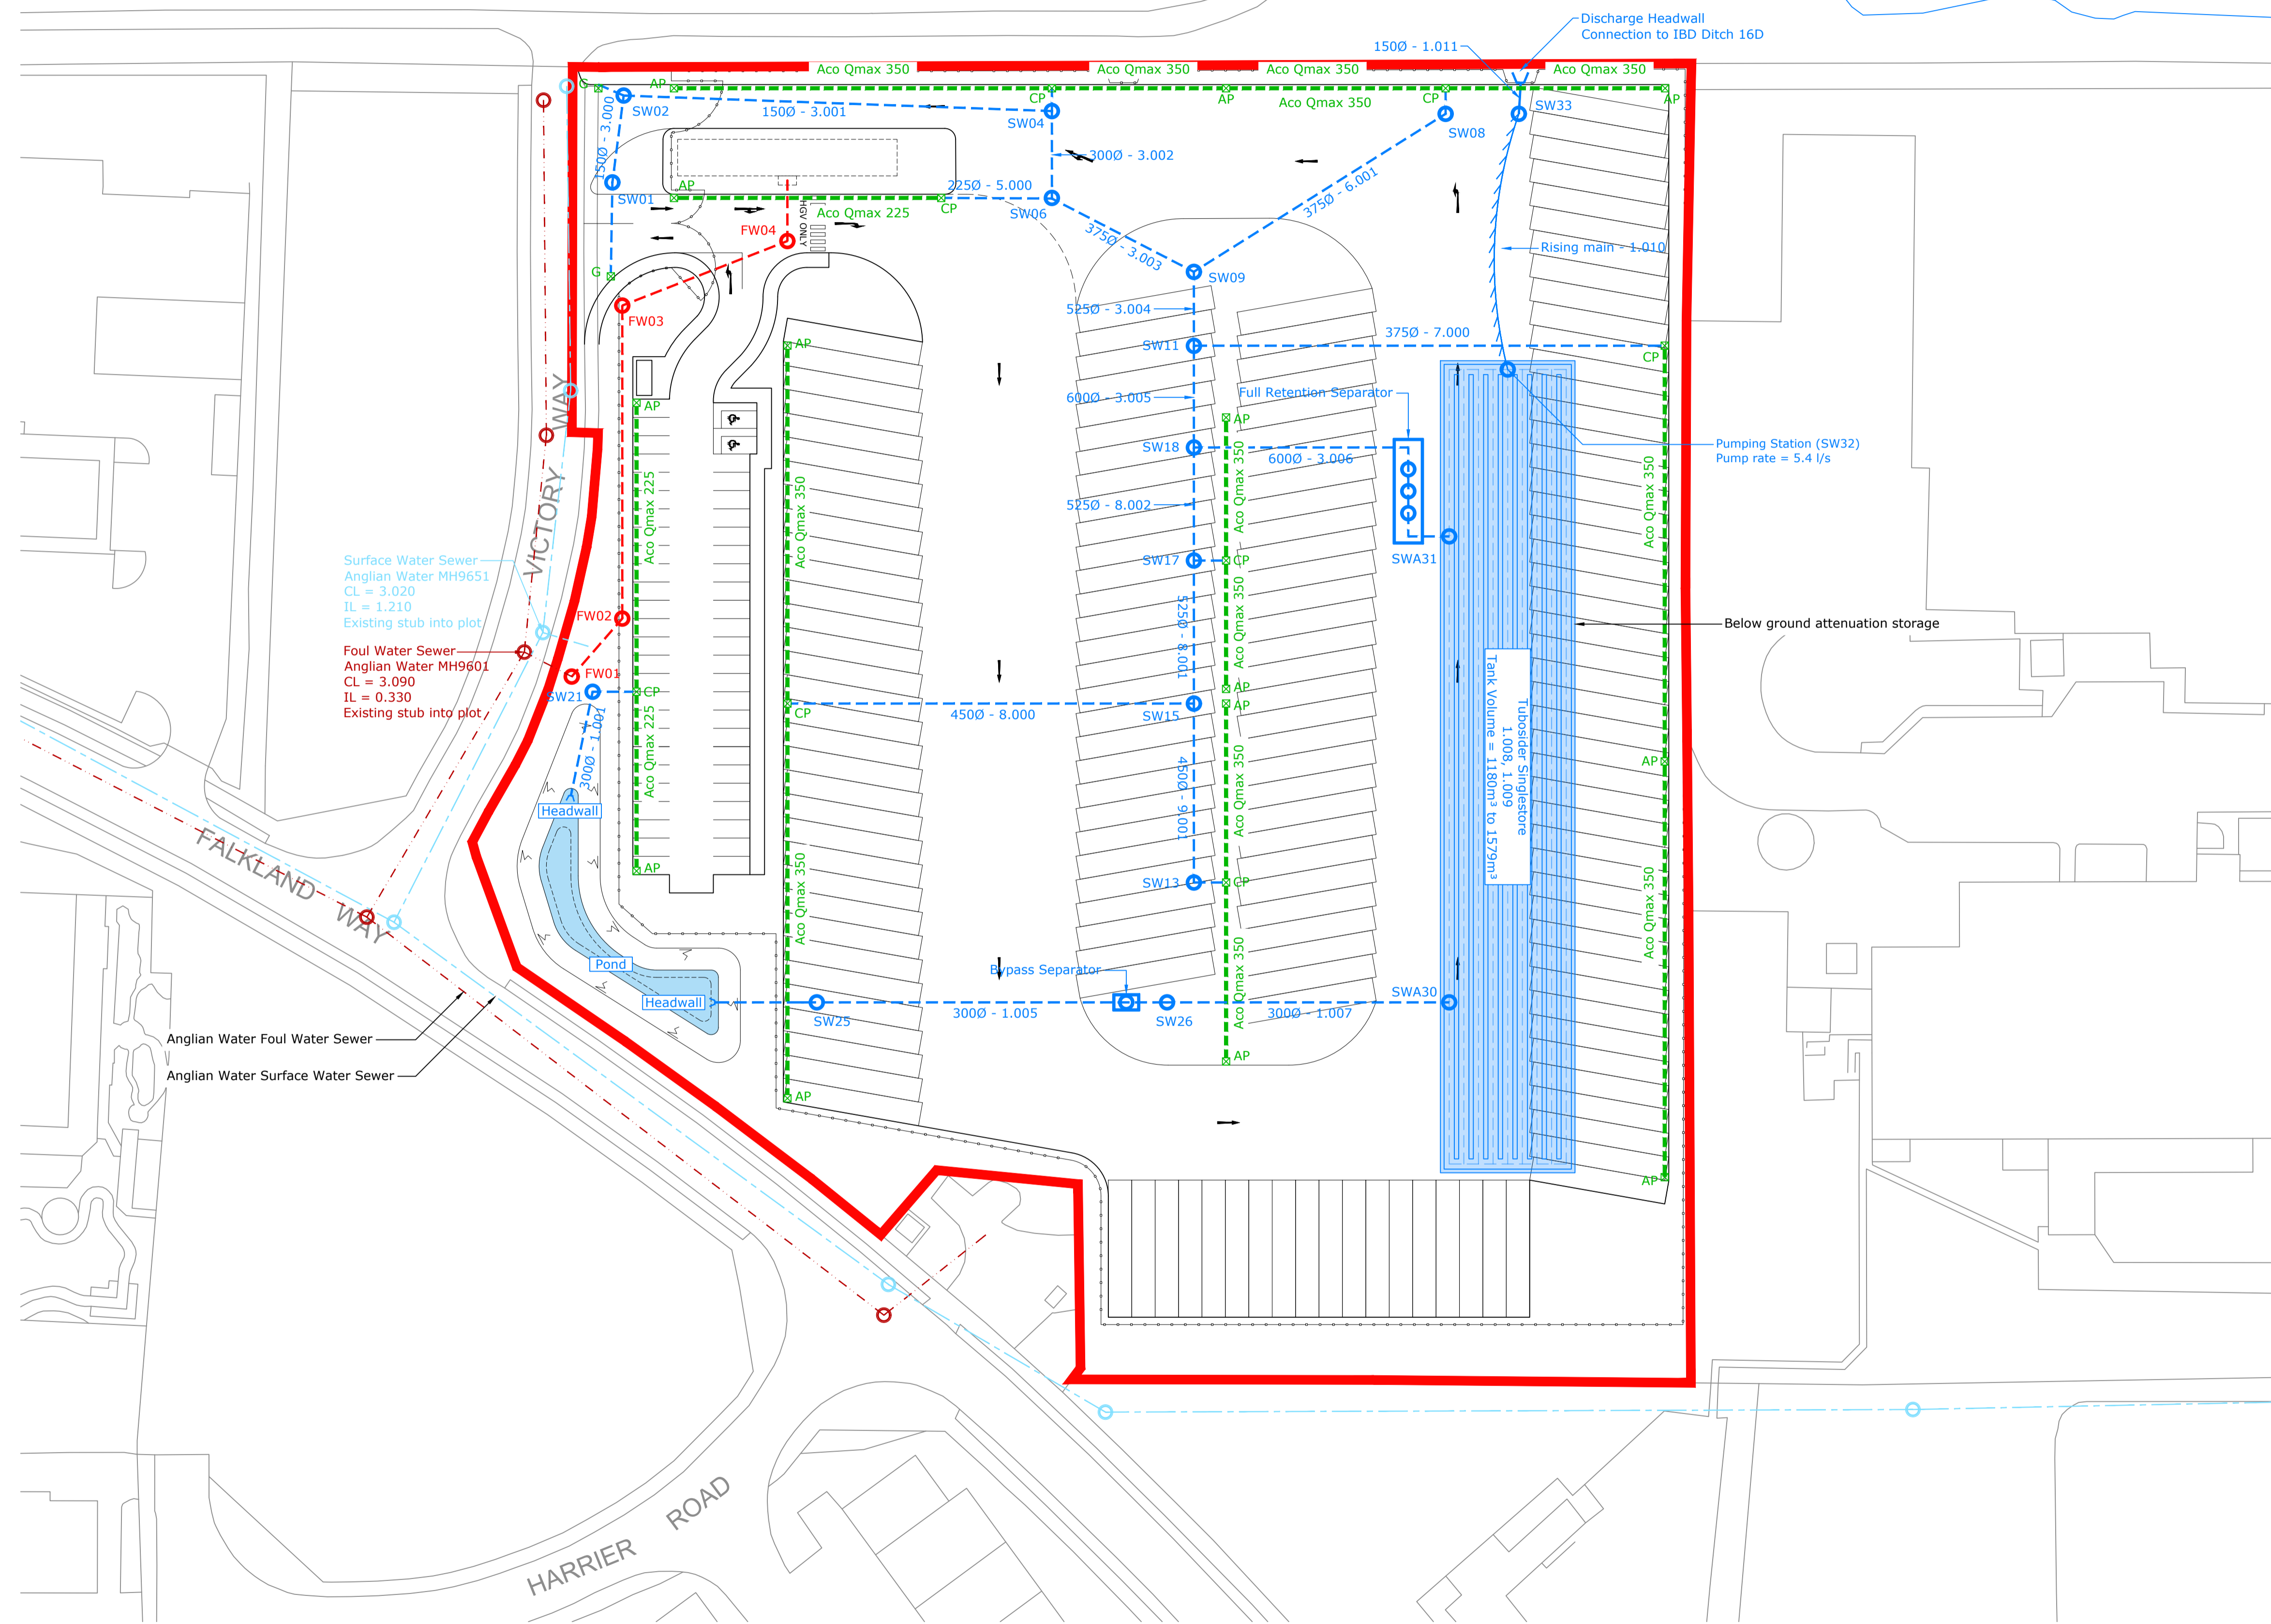 Discharge Headwall
Connection to IBD Ditch 16D
150Ø - 1.011
Aco Qmax 350
Aco Qmax 350
Aco Qmax 350
Aco Qmax 350
G
AP
CP
AP
Aco Qmax 350
CP
AP
SW02
150Ø - 3.001
SW04
SW08
SW33
150Ø - 3.000
300Ø - 3.002
SW01
AP
225Ø - 5.000
CP
Aco Qmax 225
SW06
HGV ONLY
FW04
375Ø - 3.003
375Ø - 6.001
Rising main - 1.010
G
SW09
FW03
525Ø - 3.004
AP
SW11
375Ø - 7.000
CP
VICTORY WAY
AP
600Ø - 3.005
Full Retention Separator
AP
SW18
600Ø - 3.006
Pumping Station (SW32)
Pump rate = 5.4 l/s
Aco Qmax 225
Aco Qmax 350
Aco Qmax 350
Aco Qmax 350
525Ø - 8.002
Surface Water Sewer
Anglian Water MH9651
CL = 3.020
IL = 1.210
Existing stub into plot
SW17
CP
SWA31
FW02
525Ø - 8.001
Aco Qmax 350
Below ground attenuation storage
Foul Water Sewer
Anglian Water MH9601
CL = 3.090
IL = 0.330
Existing stub into plot
FW01
SW21
CP
AP
AP
CP
450Ø - 8.000
SW15
Tubosider Singlestore
1.008, 1.009
Tank Volume = 1180m³ to 1579m³
300Ø - 1.001
Aco Qmax 225
450Ø - 9.001
Aco Qmax 350
AP
Headwall
FALKLAND WAY
AP
SW13
CP
Aco Qmax 350
Aco Qmax 350
Aco Qmax 350
Pond
Bypass Separator
Headwall
SW25
300Ø - 1.005
SW26
300Ø - 1.007
SWA30
Anglian Water Foul Water Sewer
AP
Anglian Water Surface Water Sewer
AP
AP
HARRIER ROAD